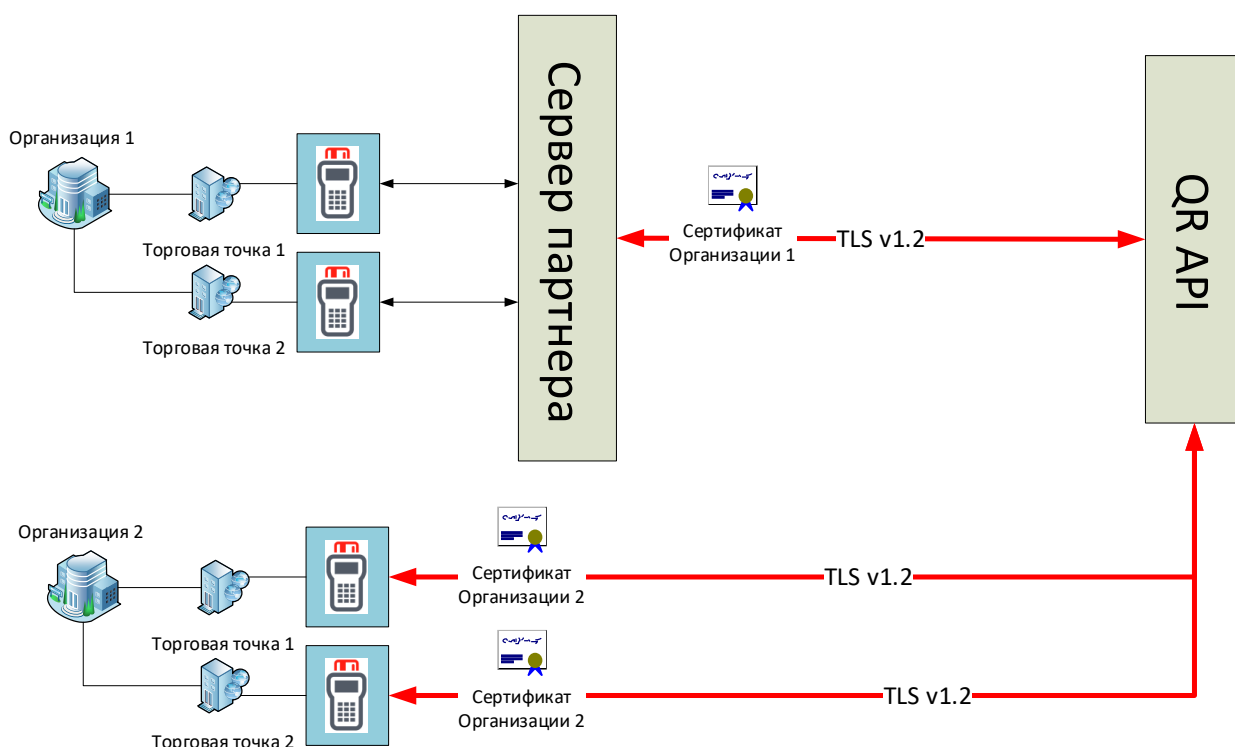 Организация 1
Торговая точка 1
Торговая точка 2
Сервер партнера
Сертификат
Организации 1
TLS v1.2
QR API
Организация 2
Торговая точка 1
Торговая точка 2
Сертификат
Организации 2
TLS v1.2
Сертификат
Организации 2
TLS v1.2